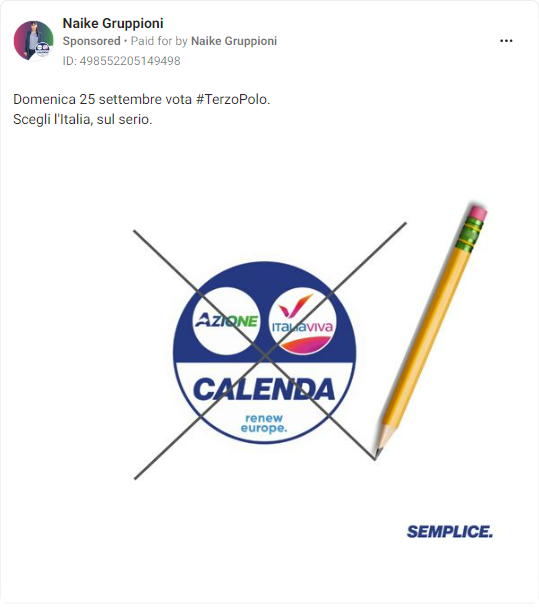 Naike Gruppioni
Sponsored • Paid for by Naike Gruppioni
ID: 498552205149498
Domenica 25 settembre vota #TerzoPolo.
Scegli l'Italia, sul serio.
AZIONE
ITALIAVIVA
CALENDA
renew
europe.
SEMPLICE.